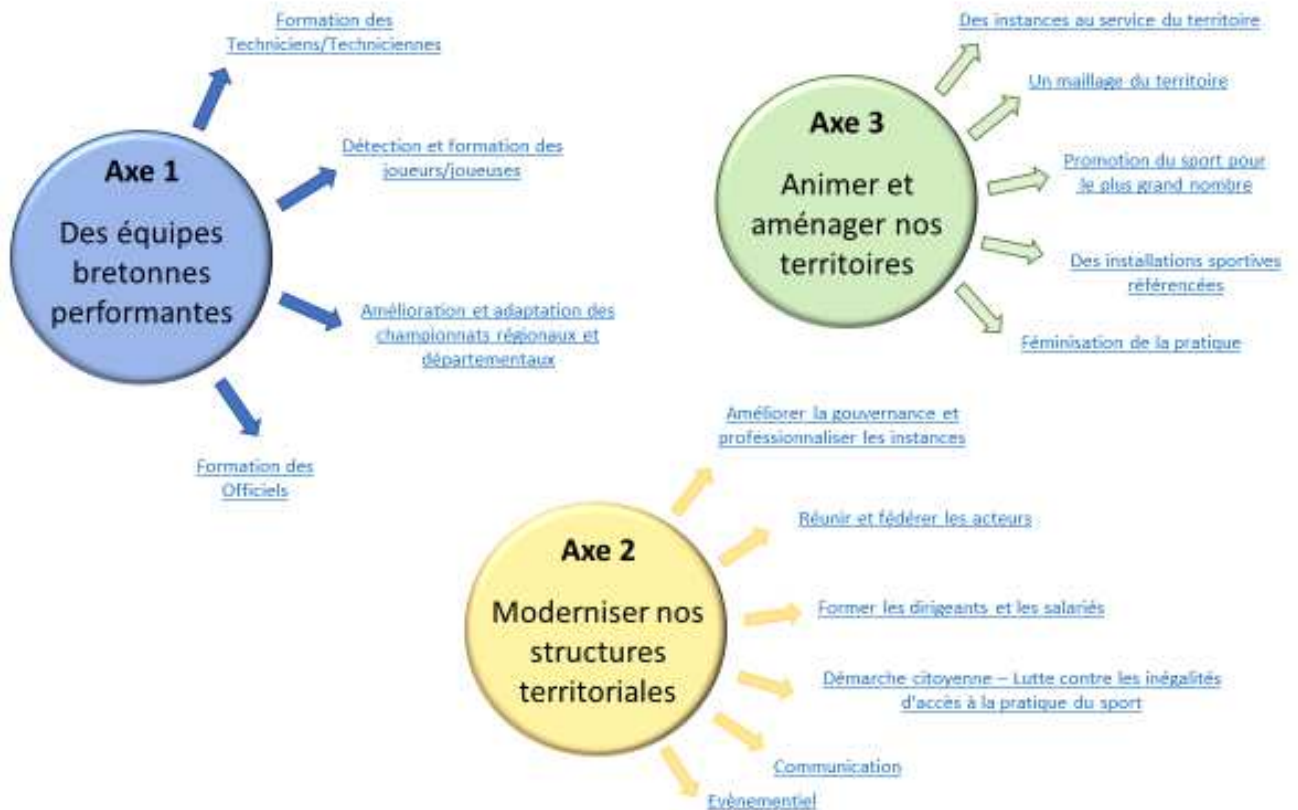 Formation des
Techniciens/Techniciennes
Axe 1
Des équipes
bretonnes
performantes
Détection et formation des
joueurs/joueuses
Amélioration et adaptation des
championnats régionaux et
départementaux
Formation des
Officiels
Axe 3
Animer et
aménager nos
territoires
Des instances au service du territoire
Un maillage du territoire
Promotion du sport pour
le plus grand nombre
Des installations sportives
référencées
Féminisation de la pratique
Axe 2
Moderniser nos
structures
territoriales
Améliorer la gouvernance et
professionnaliser les instances
Réunir et fédérer les acteurs
Former les dirigeants et les salariés
Démarche citoyenne – Lutte contre les inégalités
d'accès à la pratique du sport
Communication
Evènementiel